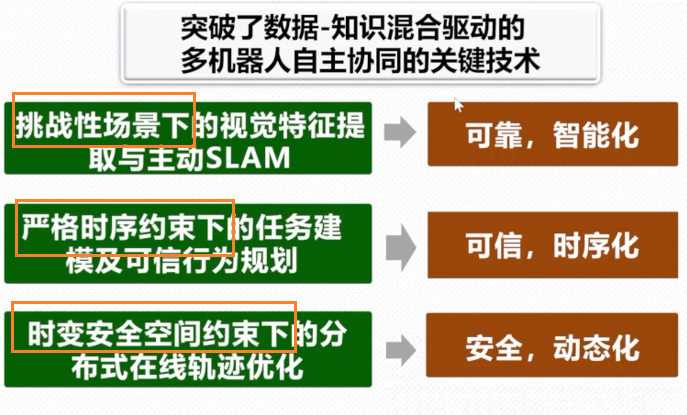 突破了数据-知识混合驱动的
多机器人自主协同的关键技术
挑战性场景下的视觉特征提
取与主动SLAM
可靠，智能化
严格时序约束下的任务建
模及可信行为规划
可信，时序化
时变安全空间约束下的分
布式在线轨迹优化
安全，动态化